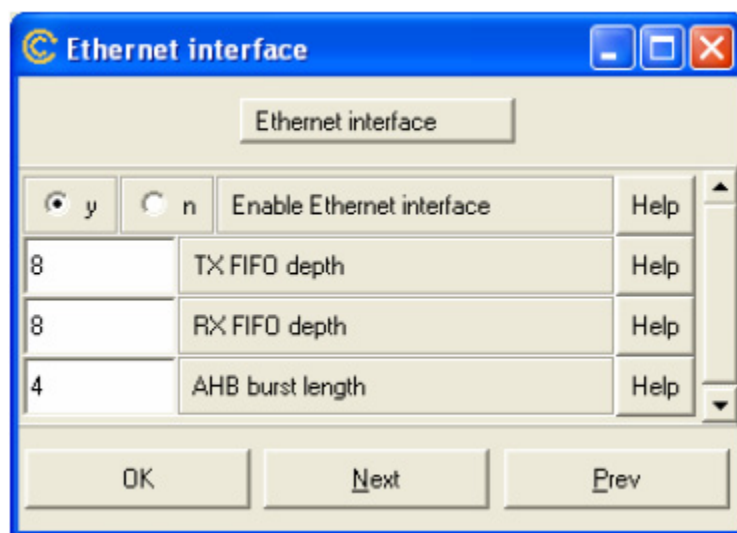 Ethernet interface
Ethernet interface
y n Enable Ethernet interface Help
8 TX FIFO depth Help
8 RX FIFO depth Help
4 AHB burst length Help
OK Next Prev